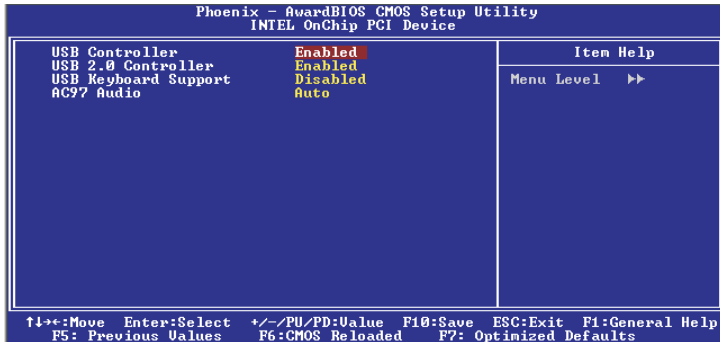 Phoenix - AwardBIOS CMOS Setup Utility
INTEL OnChip PCI Device
USB Controller Enabled
USB 2.0 Controller Enabled
USB Keyboard Support Disabled
AC97 Audio Auto
Item Help
Menu Level ▸▸
↑↓→←:Move Enter:Select +/-/PU/PD:Value F10:Save ESC:Exit F1:General Help
F5: Previous Values F6:CMOS Reloaded F7: Optimized Defaults